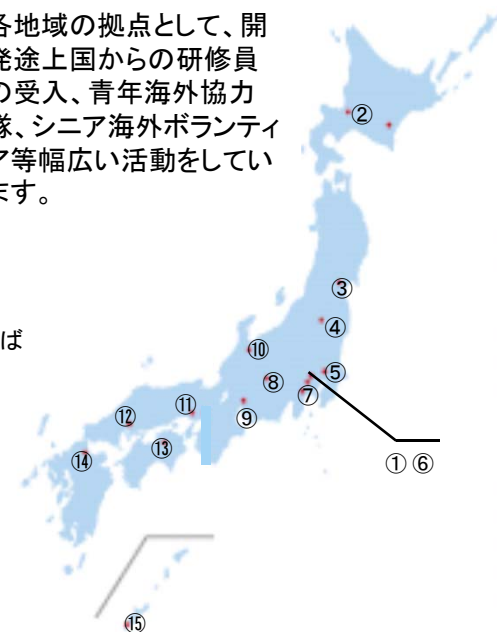 各地域の拠点として、開
発途上国からの研修員
の受入、青年海外協力
隊、シニア海外ボランティ
ア等幅広い活動をしてい
ます。
②
③
ば
④
⑩
⑤
⑧
⑦
⑪
⑨
⑫
⑬
⑭
①⑥
⑮